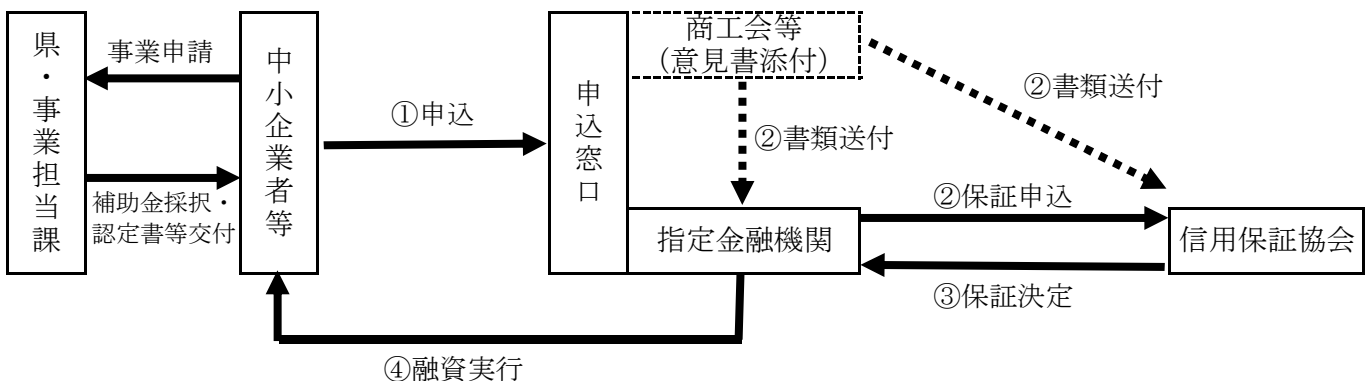 県・事業担当課
事業申請
補助金採択・
認定書等交付
中小企業者等
①申込
申込窓口
商工会等
(意見書添付)
②書類送付
②書類送付
指定金融機関
②保証申込
③保証決定
信用保証協会
④融資実行